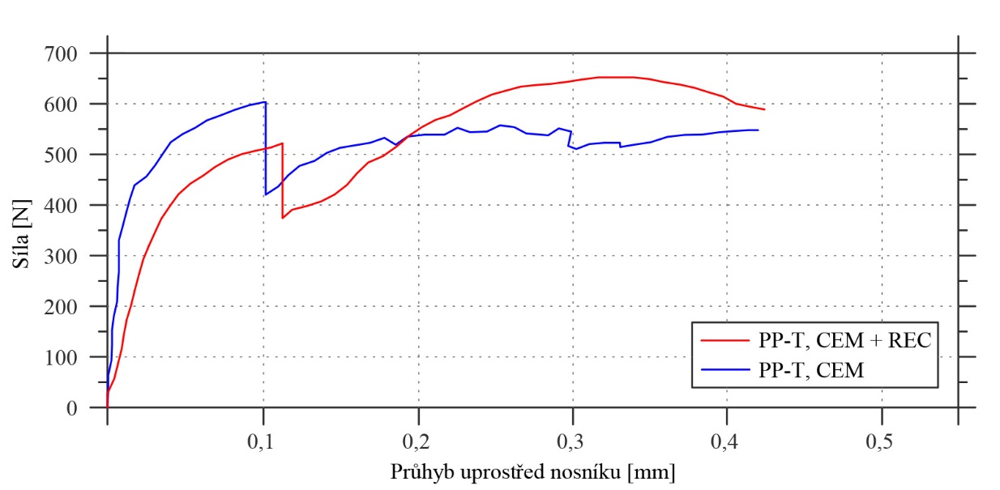 700
600
500
400
300
200
100
0
Síla [N]
PP-T, CEM + REC
PP-T, CEM
0,1 0,2 0,3 0,4 0,5
Průhyb uprostřed nosníku [mm]